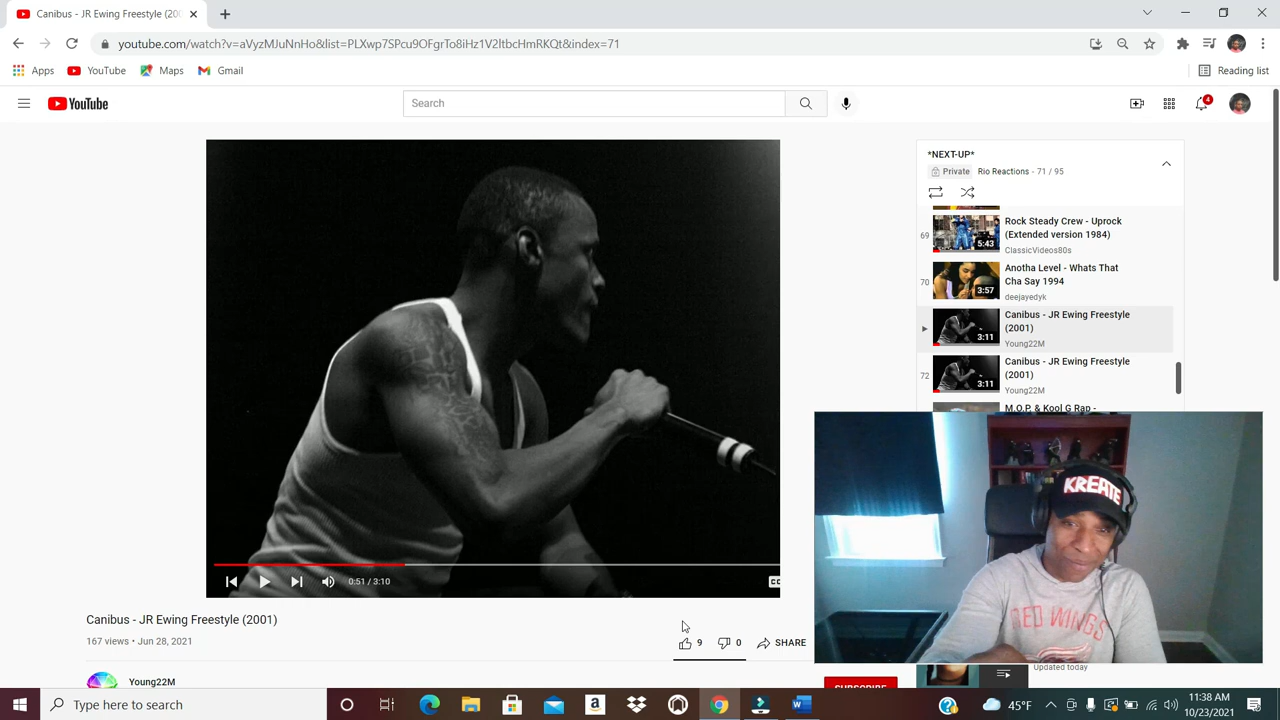 Canibus - JR Ewing Freestyle (2001)
youtube.com/watch?v=aVyzMJuNnHo&list=PLXwp7SPcu9OFgrTo8iHz1V2ltbcHmTKQt&index=71
Apps
YouTube
Maps
Gmail
Reading list
YouTube
Search
4
*NEXT-UP*
Private
Rio Reactions - 71 / 95
69
5:43
Rock Steady Crew - Uprock
(Extended version 1984)
ClassicVideos80s
70
3:57
Anotha Level - Whats That
Cha Say 1994
deejayedyk
3:11
Canibus - JR Ewing Freestyle
(2001)
Young22M
72
3:11
Canibus - JR Ewing Freestyle
(2001)
Young22M
M.O.P. & Kool G Rap -
KREATE
RED WINGS
0:51 / 3:10
CC
Canibus - JR Ewing Freestyle (2001)
167 views • Jun 28, 2021
9
0
SHARE
Young22M
SUBSCRIBE
Updated today
Type here to search
45°F
11:38 AM
10/23/2021